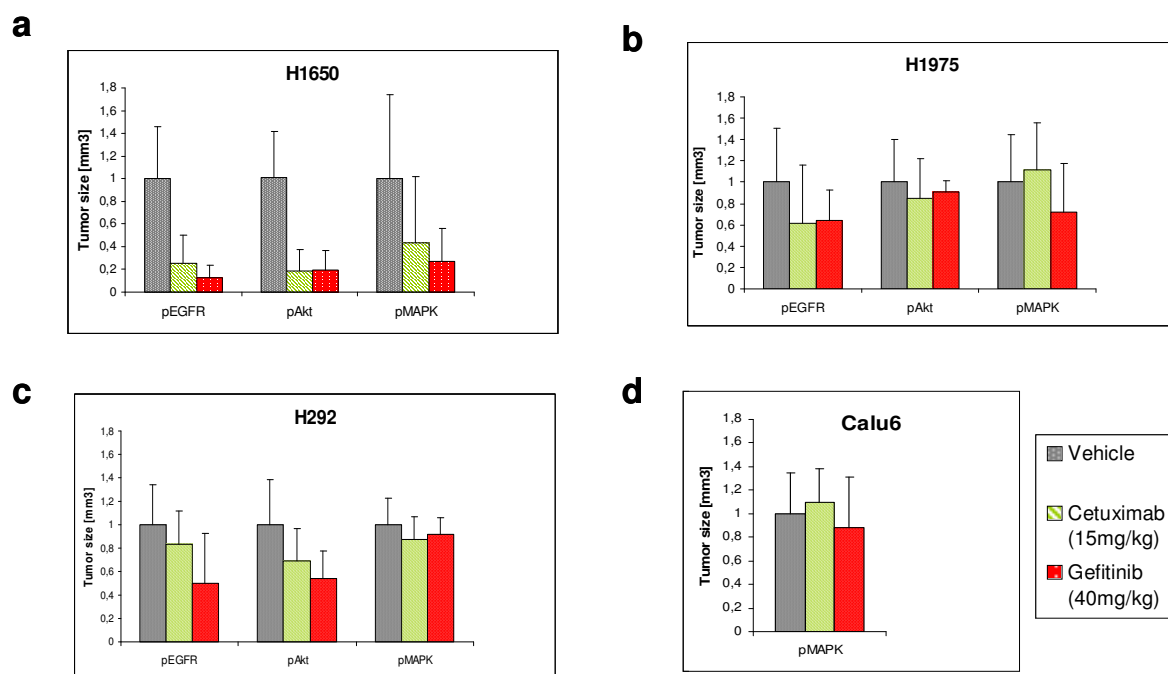 a
H1650
Tumor size [mm3]
1,8
1,6
1,4
1,2
1
0,8
0,6
0,4
0,2
0
pEGFR pAkt pMAPK
b
H1975
Tumor size [mm3]
1,8
1,6
1,4
1,2
1
0,8
0,6
0,4
0,2
0
pEGFR pAkt pMAPK
c
H292
Tumor size [mm3]
1,8
1,6
1,4
1,2
1
0,8
0,6
0,4
0,2
0
pEGFR pAkt pMAPK
d
Calu6
Tumor size [mm3]
1,8
1,6
1,4
1,2
1
0,8
0,6
0,4
0,2
0
pMAPK
Vehicle
Cetuximab
(15mg/kg)
Gefitinib
(40mg/kg)